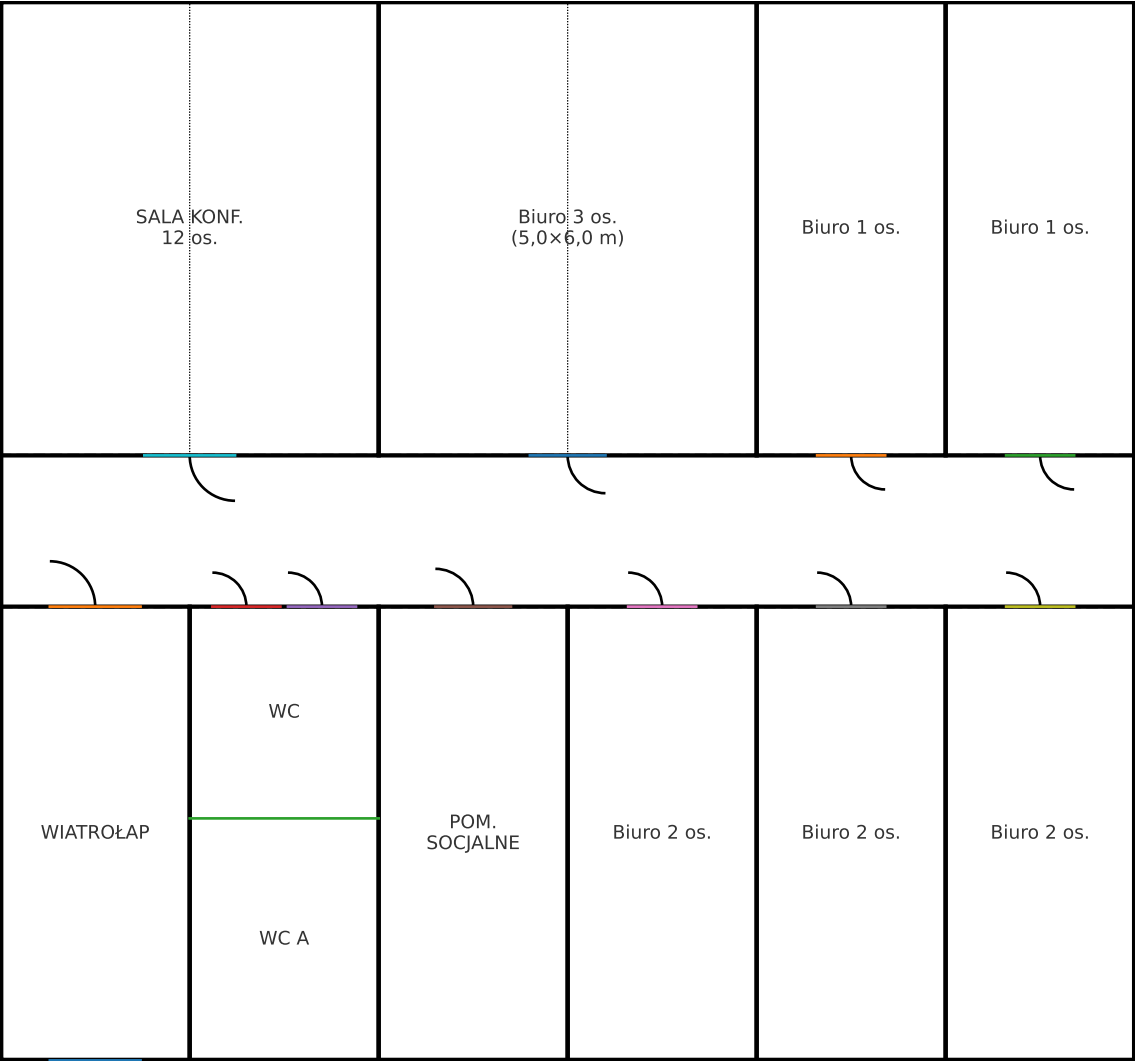 SALA KONF.
12 os.
Biuro 3 os.
(5,0×6,0 m)
Biuro 1 os.
Biuro 1 os.
WC
WIATROŁAP
POM.
SOCJALNE
Biuro 2 os.
Biuro 2 os.
Biuro 2 os.
WC A